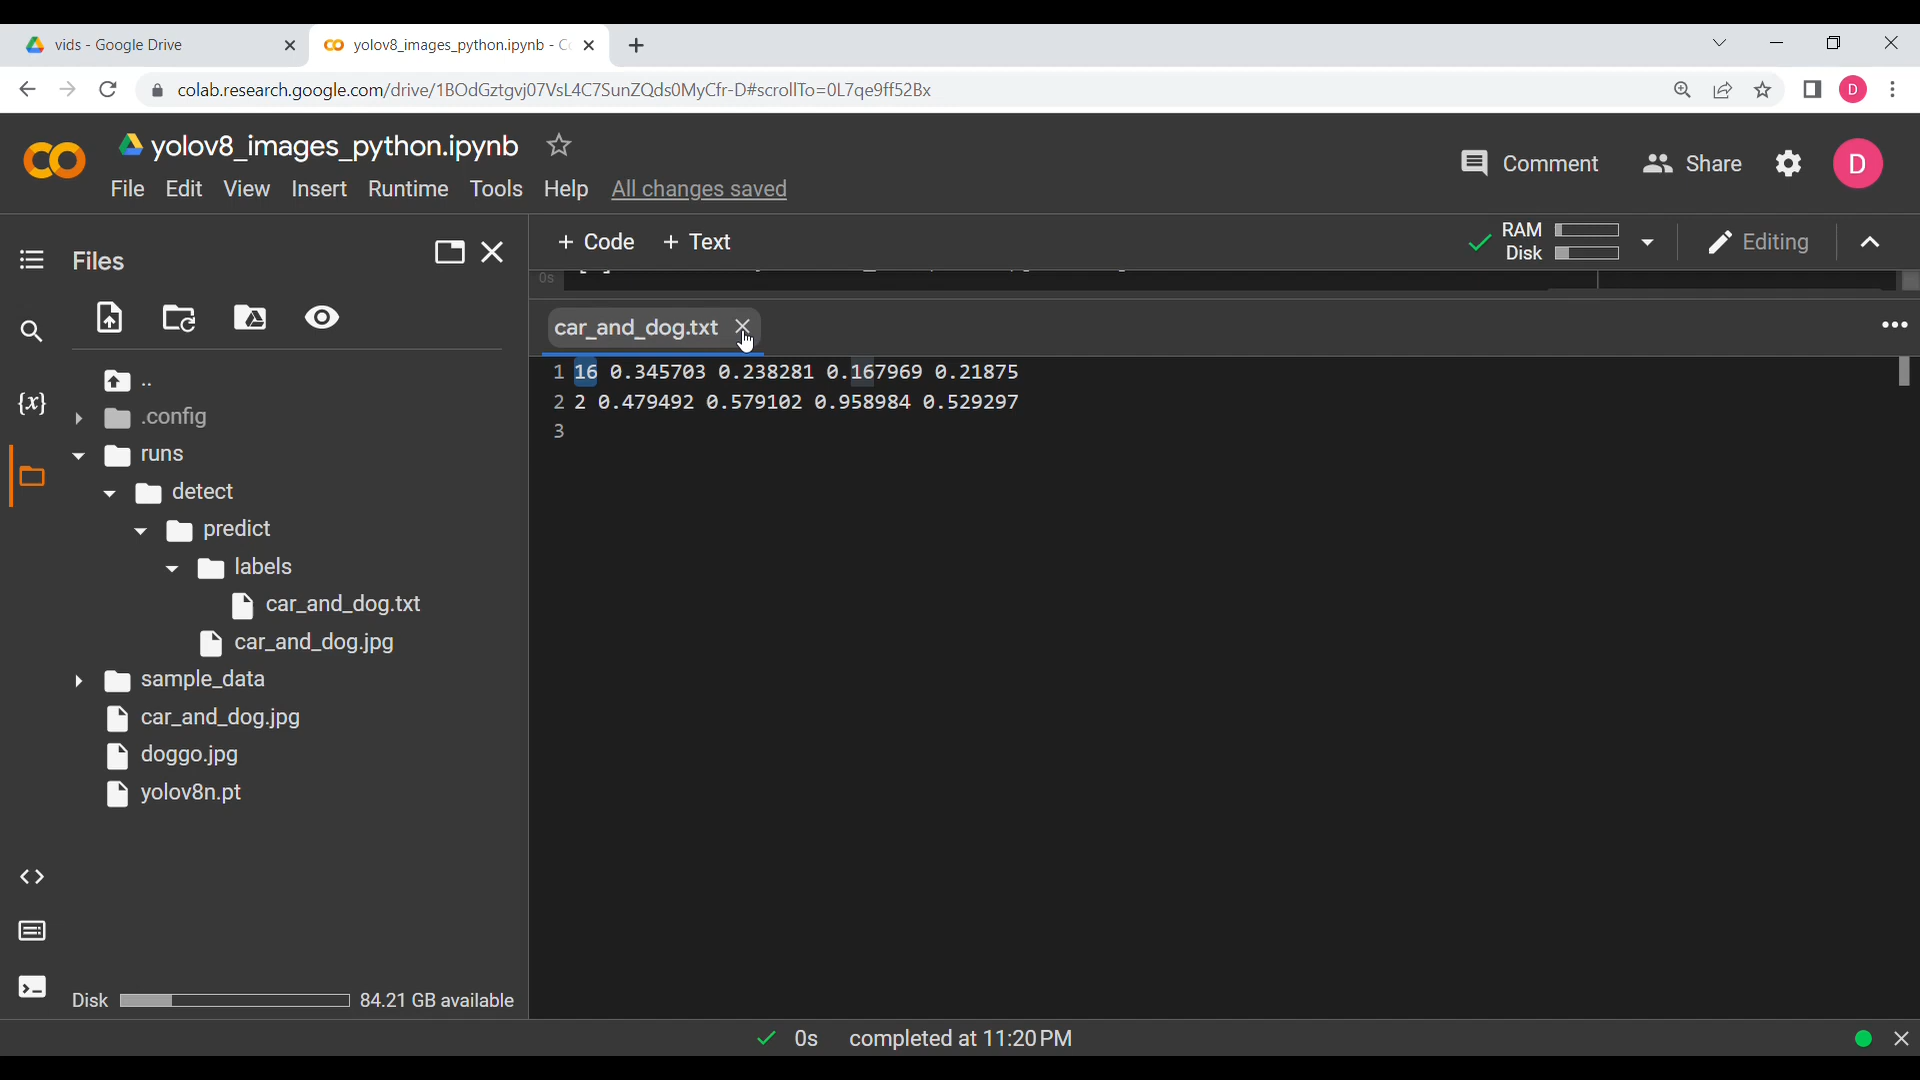 vids - Google Drive
yolov8_images_python.ipynb - C
colab.research.google.com/drive/1BOdGztgvj07VsL4C7SunZQds0MyCfr-D#scrollTo=0L7qe9ff52Bx
D
yolov8_images_python.ipynb
File Edit View Insert Runtime Tools Help All changes saved
Comment Share D
Files
+ Code + Text
RAM
Disk
Editing
0s
car_and_dog.txt
1 16 0.345703 0.238281 0.167969 0.21875
2 2 0.479492 0.579102 0.958984 0.529297
3
{x}
..
.config
runs
detect
predict
labels
car_and_dog.txt
car_and_dog.jpg
sample_data
car_and_dog.jpg
doggo.jpg
yolov8n.pt
Disk 84.21 GB available
0s completed at 11:20 PM